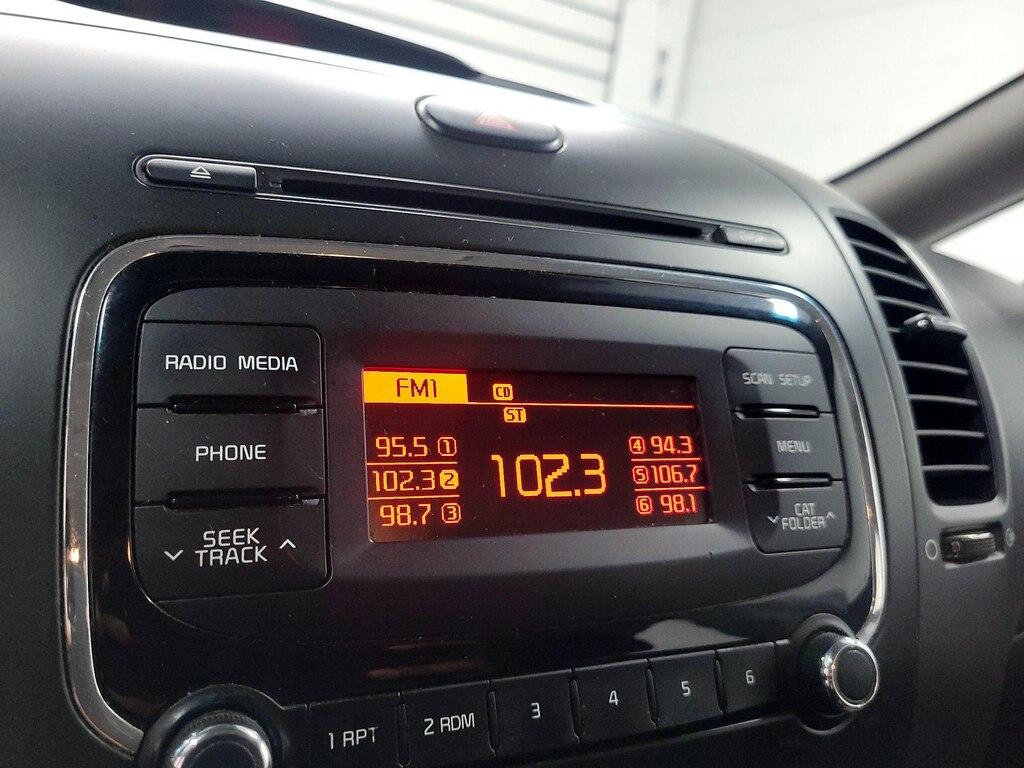 RADIO MEDIA
PHONE
SEEK
TRACK
FM1
CD
ST
95.5 1
102.3 2
98.7 3
102.3
4 94.3
5 106.7
6 98.1
SCAN SETUP
MENU
CAT
FOLDER
1 RPT
2 RDM
3
4
5
6